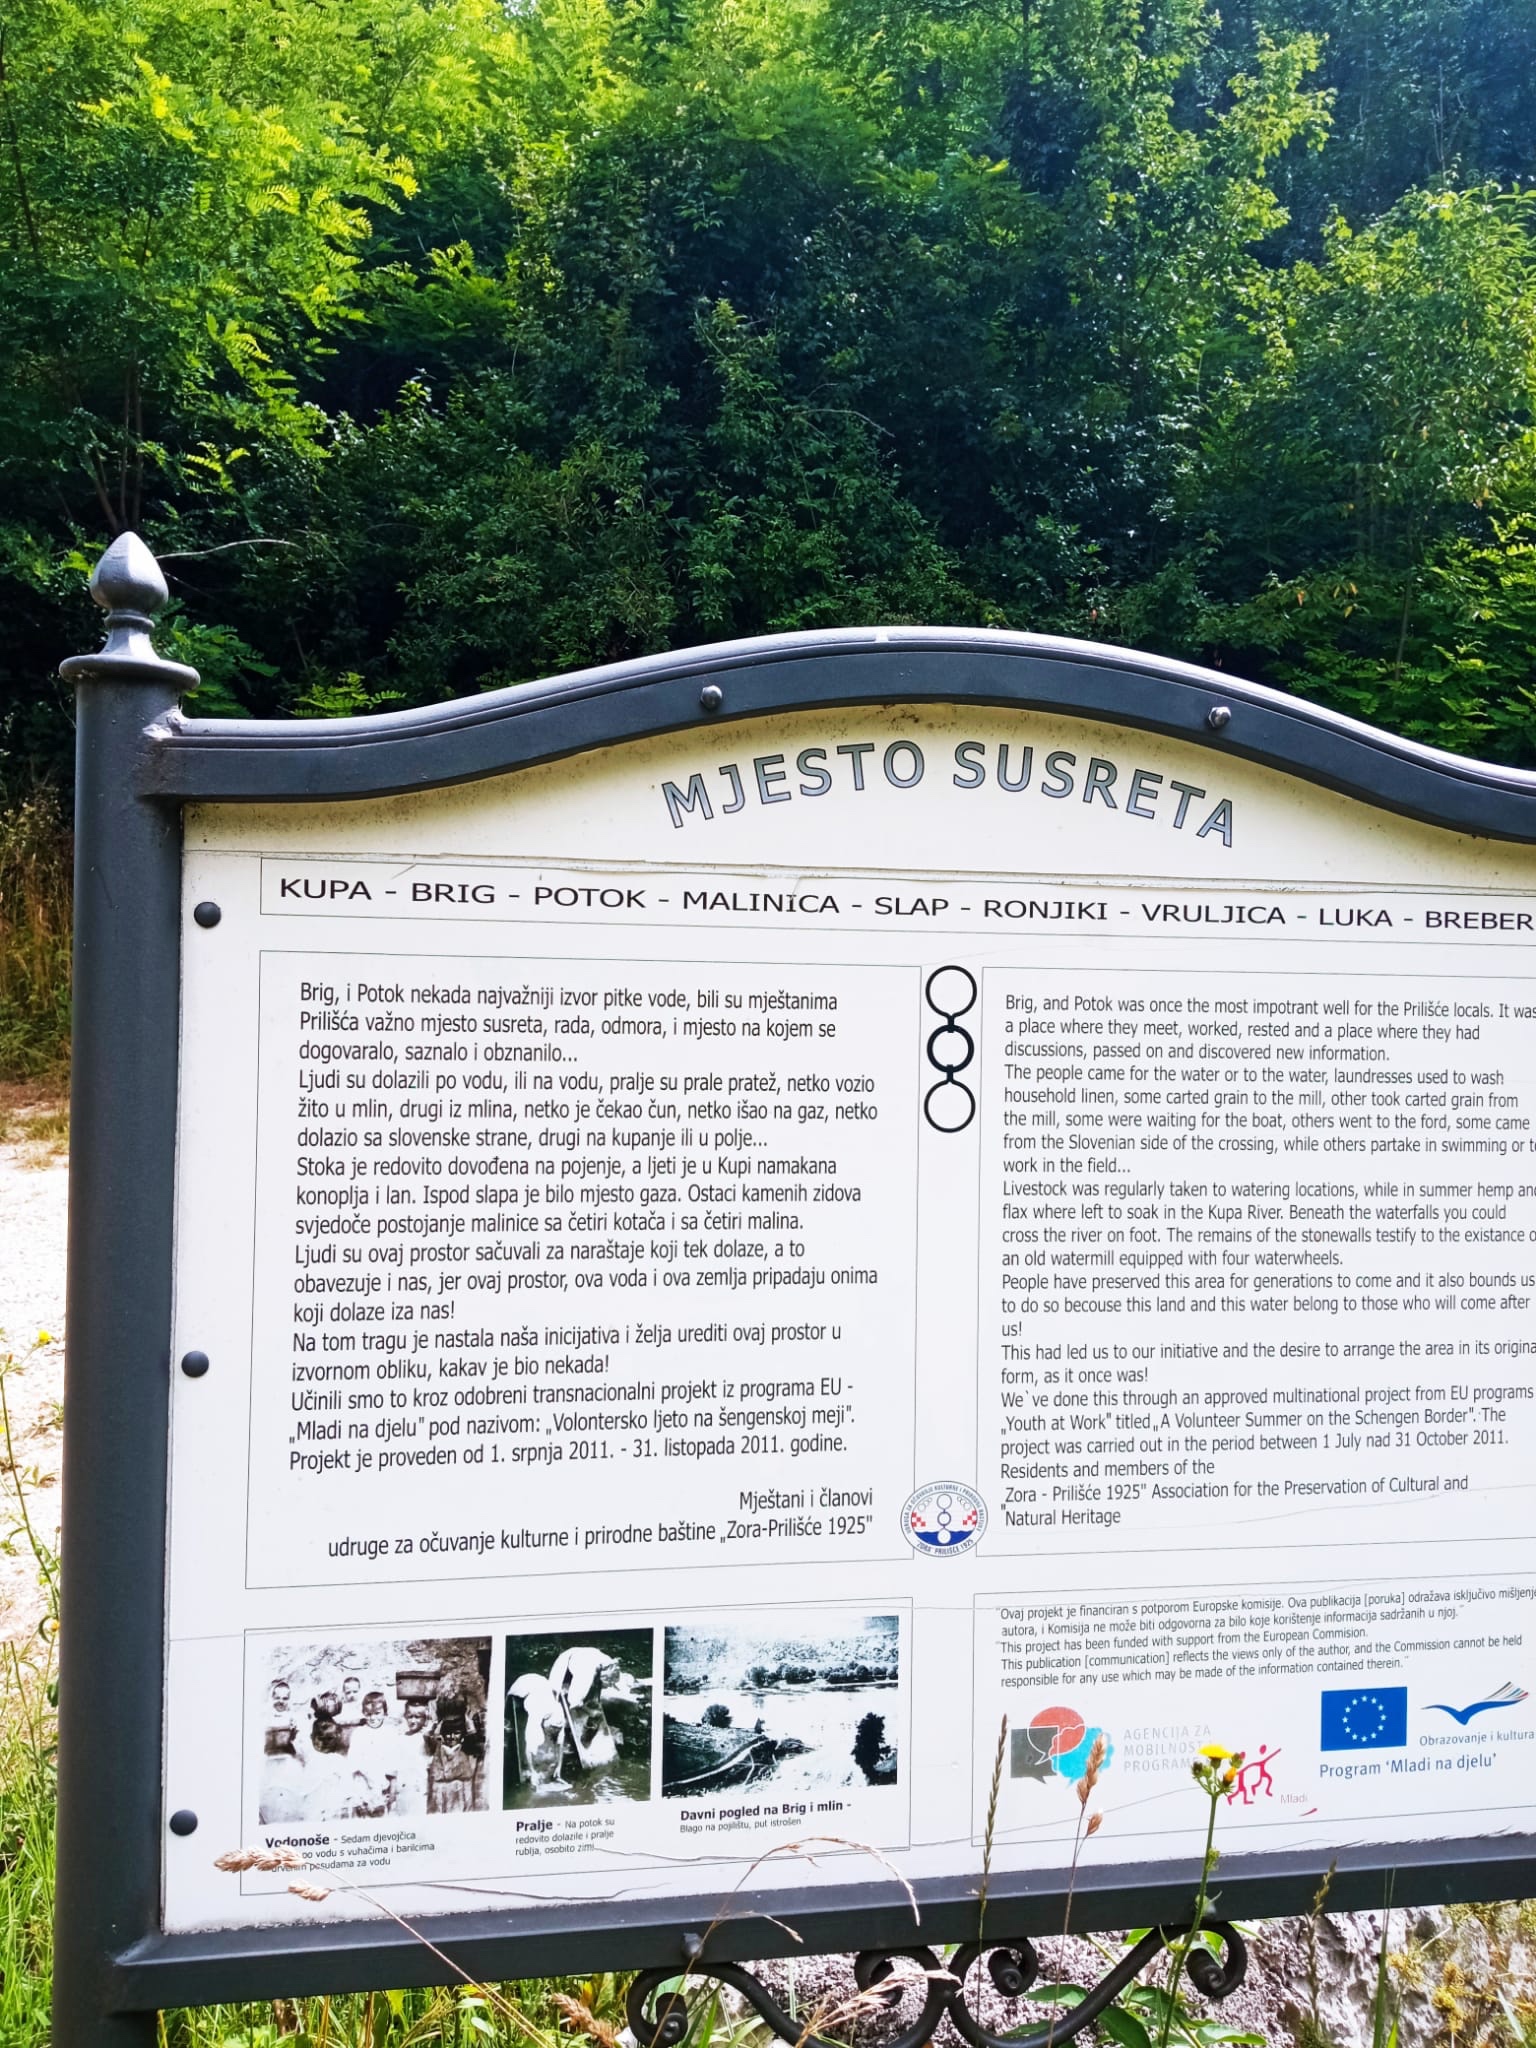 MJESTO SUSRETA
KUPA - BRIG - POTOK - MALINICA - SLAP - RONJIKI - VRULJICA - LUKA - BREBER
Brig, i Potok nekada najvažniji izvor pitke vode, bili su mještanima
Prilišća važno mjesto susreta, rada, odmora, i mjesto na kojem se
dogovaralo, saznalo i obznanilo...
Ljudi su dolazili po vodu, ili na vodu, pralje su prale pratež, netko vozio
žito u mlin, drugi iz mlina, netko je čekao čun, netko išao na gaz, netko
dolazio sa slovenske strane, drugi na kupanje ili u polje...
Stoka je redovito dovođena na pojenje, a ljeti je u Kupi namakana
konoplja i lan. Ispod slapa je bilo mjesto gaza. Ostaci kamenih zidova
svjedoče postojanje malinice sa četiri kotača i sa četiri malina.
Ljudi su ovaj prostor sačuvali za naraštaje koji tek dolaze, a to
obavezuje i nas, jer ovaj prostor, ova voda i ova zemlja pripadaju onima
koji dolaze iza nas!
Na tom tragu je nastala naša inicijativa i želja urediti ovaj prostor u
izvornom obliku, kakav je bio nekada!
Učinili smo to kroz odobreni transnacionalni projekt iz programa EU -
„Mladi na djelu" pod nazivom: „Volontersko ljeto na šengenskoj meji".
Projekt je proveden od 1. srpnja 2011. - 31. listopada 2011. godine.
Mještani i članovi
udruge za očuvanje kulturne i prirodne baštine „Zora-Prilišće 1925"
Brig, and Potok was once the most impotrant well for the Prilišće locals. It was
a place where they meet, worked, rested and a place where they had
discussions, passed on and discovered new information.
The people came for the water or to the water, laundresses used to wash
household linen, some carted grain to the mill, other took carted grain from
the mill, some were waiting for the boat, others went to the ford, some came
from the Slovenian side of the crossing, while others partake in swimming or to
work in the field...
Livestock was regularly taken to watering locations, while in summer hemp and
flax where left to soak in the Kupa River. Beneath the waterfalls you could
cross the river on foot. The remains of the stonewalls testify to the existance o
an old watermill equipped with four waterwheels.
People have preserved this area for generations to come and it also bounds us
to do so becouse this land and this water belong to those who will come after
us!
This had led us to our initiative and the desire to arrange the area in its origina
form, as it once was!
We`ve done this through an approved multinational project from EU programs
„Youth at Work" titled „A Volunteer Summer on the Schengen Border". The
project was carried out in the period between 1 July nad 31 October 2011.
Residents and members of the
„Zora - Prilišće 1925" Association for the Preservation of Cultural and
Natural Heritage
ZORA PRILIŠĆE 1925
Vodonoše - Sedam djevojčica
po vodu s vuhačima i barilcima
drvenim posudama za vodu
Pralje - Na potok su
redovito dolazile i pralje
rublja, osobito zimi
Davni pogled na Brig i mlin -
Blago na pojilištu, put istrošen
"Ovaj projekt je financiran s potporom Europske komisije. Ova publikacija [poruka] odražava isključivo mišljenje
autora, i Komisija ne može biti odgovorna za bilo koje korištenje informacija sadržanih u njoj."
"This project has been funded with support from the European Commision.
This publication [communication] reflects the views only of the author, and the Commission cannot be held
responsible for any use which may be made of the information contained therein."
AGENCIJA ZA
MOBILNOST
PROGRAME
Mladi
Obrazovanje i kultura
Program 'Mladi na djelu'